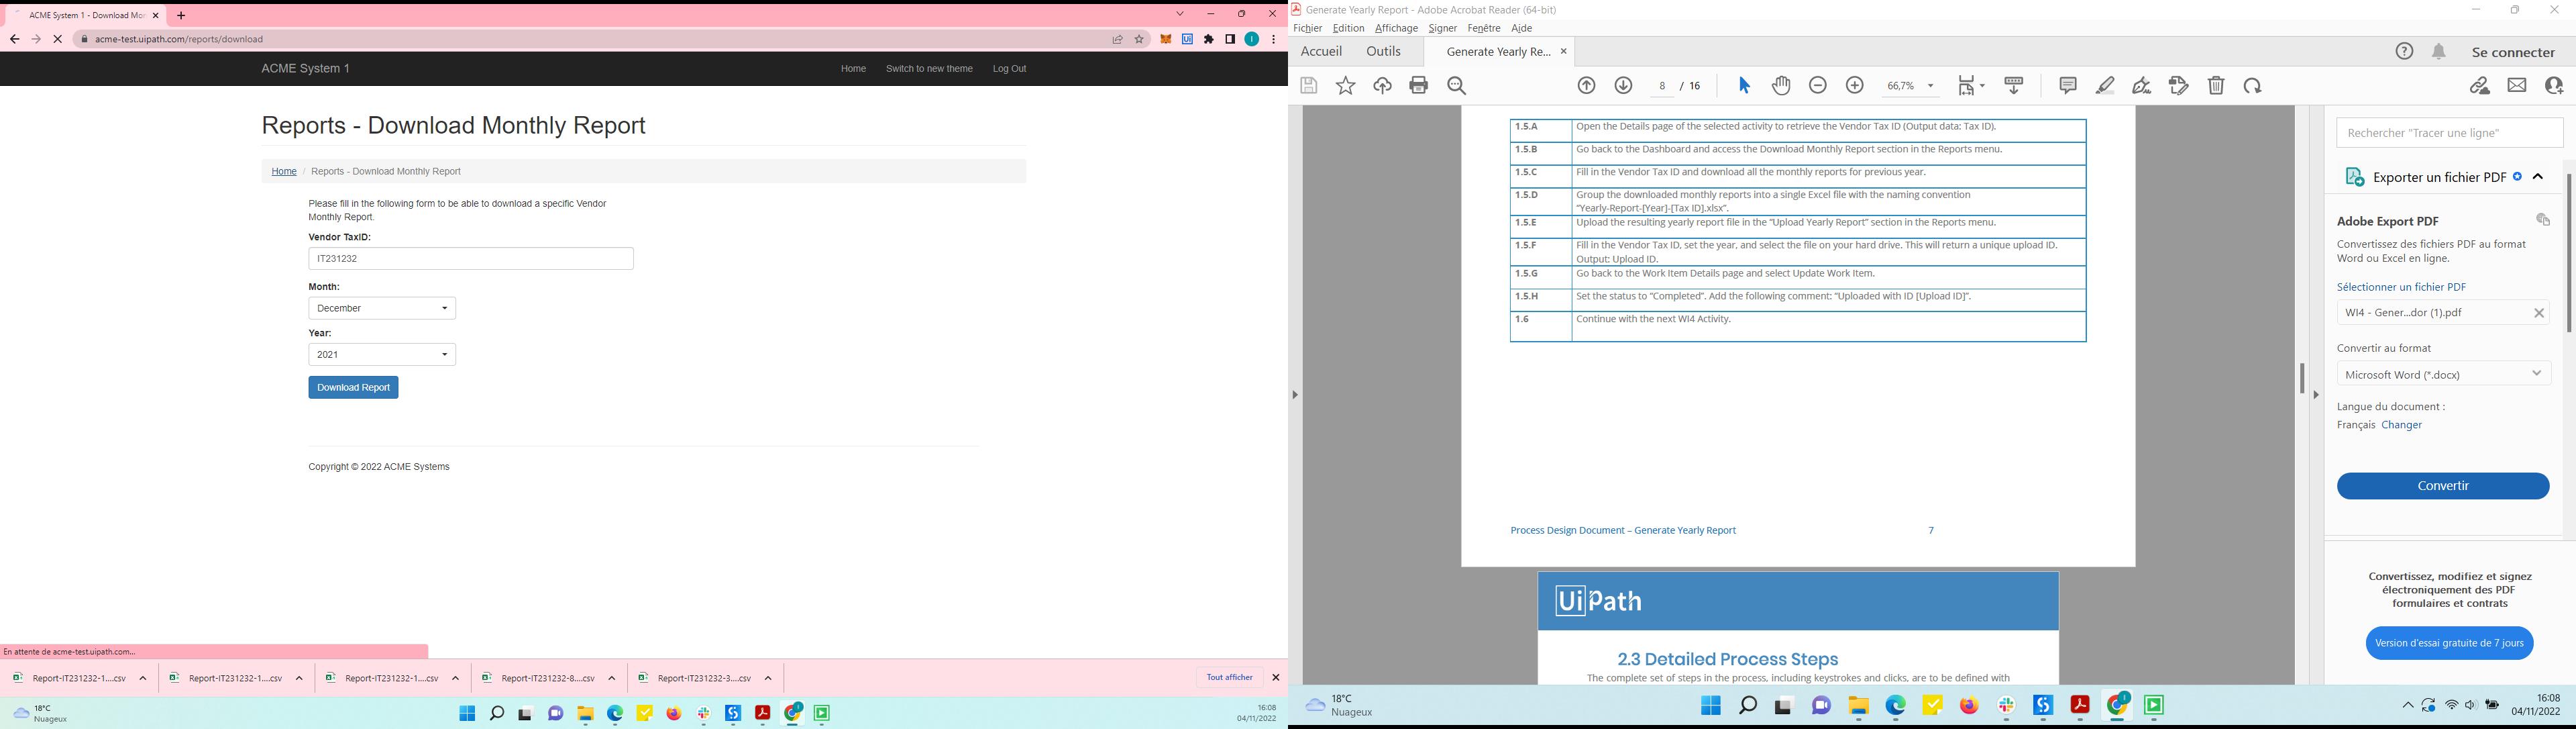 ACME System 1 - Download Mon
acme-test.uipath.com/reports/download
ACME System 1
Home
Switch to new theme
Log Out
Reports - Download Monthly Report
Home / Reports - Download Monthly Report
Please fill in the following form to be able to download a specific Vendor
Monthly Report.
Vendor TaxID:
IT231232
Month:
December
Year:
2021
Download Report
Copyright © 2022 ACME Systems
En attente de acme-test.uipath.com...
Report-IT231232-1....csv
Report-IT231232-1....csv
Report-IT231232-1....csv
Report-IT231232-8....csv
Report-IT231232-3....csv
Tout afficher
18°C
Nuageux
16:08
04/11/2022
Generate Yearly Report - Adobe Acrobat Reader (64-bit)
Fichier Edition Affichage Signer Fenêtre Aide
Accueil
Outils
Generate Yearly Re...
Se connecter
8 / 16
66,7%
1.5.A Open the Details page of the selected activity to retrieve the Vendor Tax ID (Output data: Tax ID).
1.5.B Go back to the Dashboard and access the Download Monthly Report section in the Reports menu.
1.5.C Fill in the Vendor Tax ID and download all the monthly reports for previous year.
1.5.D Group the downloaded monthly reports into a single Excel file with the naming convention
“Yearly-Report-[Year]-[Tax ID].xlsx”.
1.5.E Upload the resulting yearly report file in the “Upload Yearly Report” section in the Reports menu.
1.5.F Fill in the Vendor Tax ID, set the year, and select the file on your hard drive. This will return a unique upload ID.
Output: Upload ID.
1.5.G Go back to the Work Item Details page and select Update Work Item.
1.5.H Set the status to “Completed”. Add the following comment: “Uploaded with ID [Upload ID]”.
1.6 Continue with the next WI4 Activity.
Process Design Document – Generate Yearly Report
7
UiPath
2.3 Detailed Process Steps
The complete set of steps in the process, including keystrokes and clicks, are to be defined with
Rechercher "Tracer une ligne"
Exporter un fichier PDF
Adobe Export PDF
Convertissez des fichiers PDF au format
Word ou Excel en ligne.
Sélectionner un fichier PDF
WI4 - Gener...dor (1).pdf
Convertir au format
Microsoft Word (*.docx)
Langue du document :
Français Changer
Convertir
Convertissez, modifiez et signez
électroniquement des PDF
formulaires et contrats
Version d'essai gratuite de 7 jours
18°C
Nuageux
16:08
04/11/2022